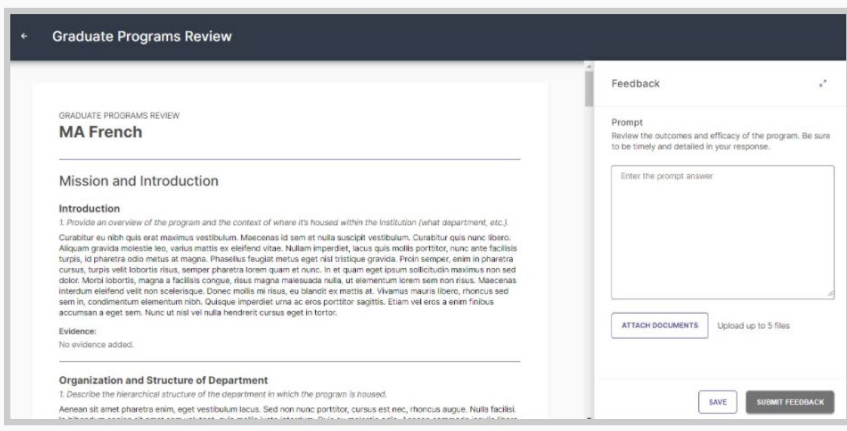 Graduate Programs Review
GRADUATE PROGRAMS REVIEW
MA French
Mission and Introduction
Introduction
1. Provide an overview of the program and the context of where it's housed within the Institution (what department, etc.).
Curabitur eu nibh quis erat maximus vestibulum. Maecenas id sem et nulla suscipit vestibulum. Curabitur quis nunc libero.
Aliquam gravida molestie leo, varius mattis ex eleifend vitae. Nullam imperdiet, lacus quis mollis porttitor, nunc ante facilisis
turpis, id pharetra odio metus at magna. Phasellus feugiat metus eget nisl tristique gravida. Proin semper, enim in pharetra
cursus, turpis velit lobortis risus, semper pharetra lorem quam et nunc. In et quam eget ipsum sollicitudin maximus non sed
dolor. Morbi lobortis, magna a facilisis congue, risus magna malesuada nulla, ut elementum lorem sem non risus. Maecenas
interdum eleifend velit non scelerisque. Donec mollis mi risus, eu blandit ex mattis at. Vivamus mauris libero, rhoncus sed
sem in, condimentum elementum nibh. Quisque imperdiet urna ac eros porttitor sagittis. Etiam vel eros a enim finibus
accumsan a eget sem. Nunc ut nisl vel nulla hendrerit cursus eget in tortor.
Evidence:
No evidence added.
Organization and Structure of Department
1. Describe the hierarchical structure of the department in which the program is housed.
Aenean sit amet pharetra enim, eget vestibulum lacus. Sed non nunc porttitor, cursus est nec, rhoncus augue. Nulla facilisi.
Feedback
Prompt
Review the outcomes and efficacy of the program. Be sure
to be timely and detailed in your response.
Enter the prompt answer
ATTACH DOCUMENTS
Upload up to 5 files
SAVE
SUBMIT FEEDBACK